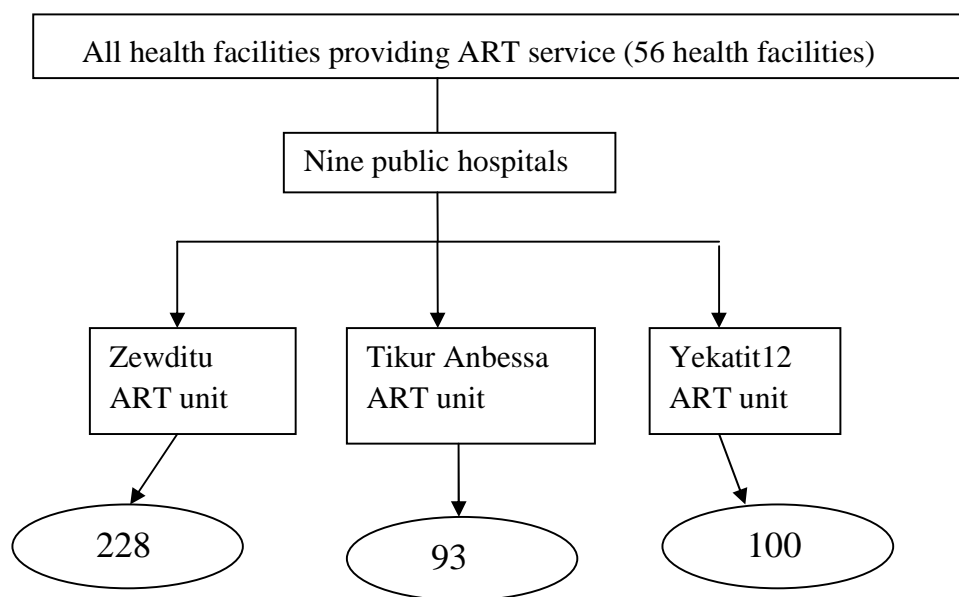 All health facilities providing ART service (56 health facilities)
Nine public hospitals
Zewditu
ART unit
Tikur Anbessa
ART unit
Yekatit12
ART unit
228
93
100